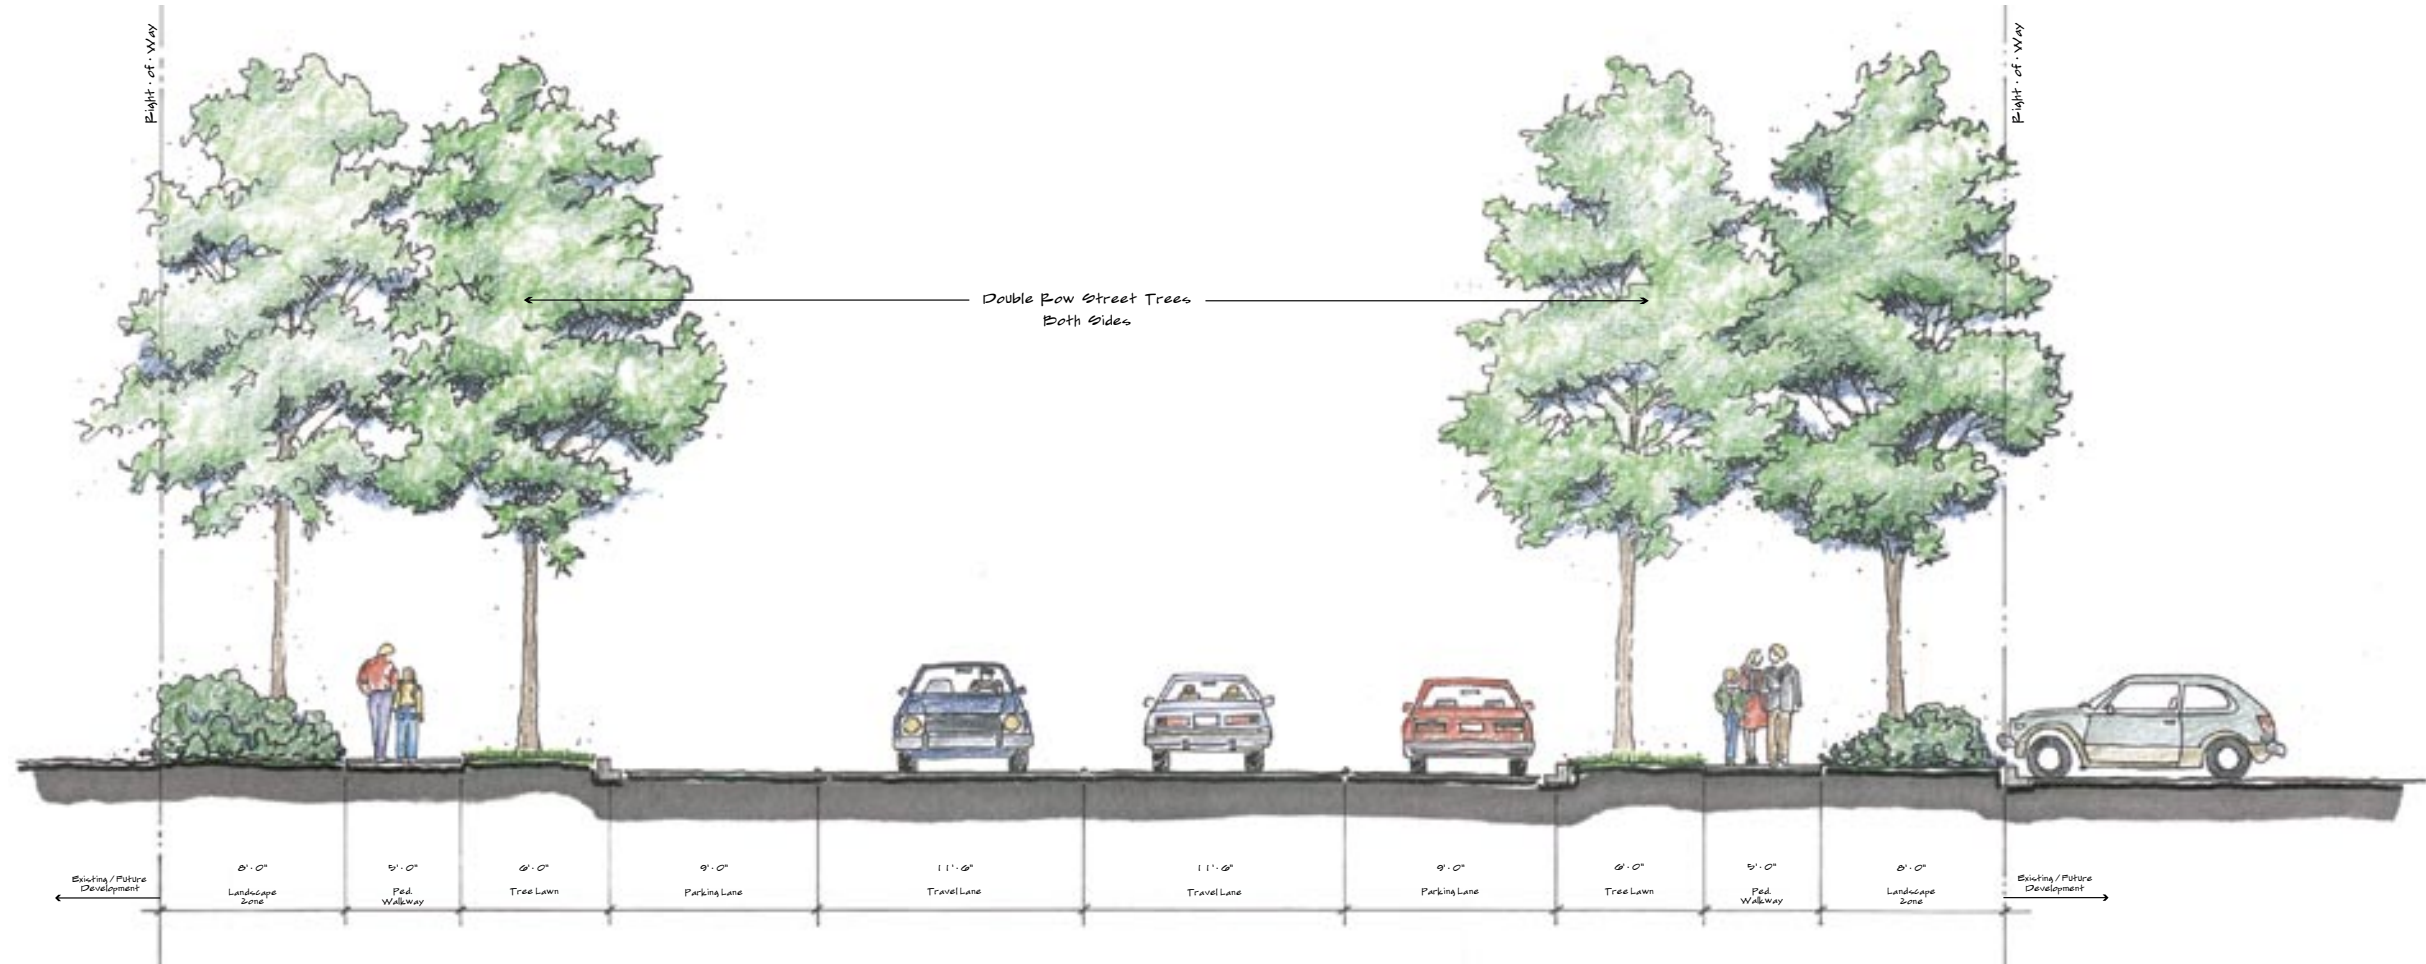 Right-of-Way
Right-of-Way
Double Row Street Trees
Both Sides
Existing / Future
Development
8'-0"
Landscape
Zone
5'-0"
Ped.
Walkway
6'-0"
Tree Lawn
9'-0"
Parking Lane
11'-6"
Travel Lane
11'-6"
Travel Lane
9'-0"
Parking Lane
6'-0"
Tree Lawn
5'-0"
Ped.
Walkway
8'-0"
Landscape
Zone
Existing / Future
Development